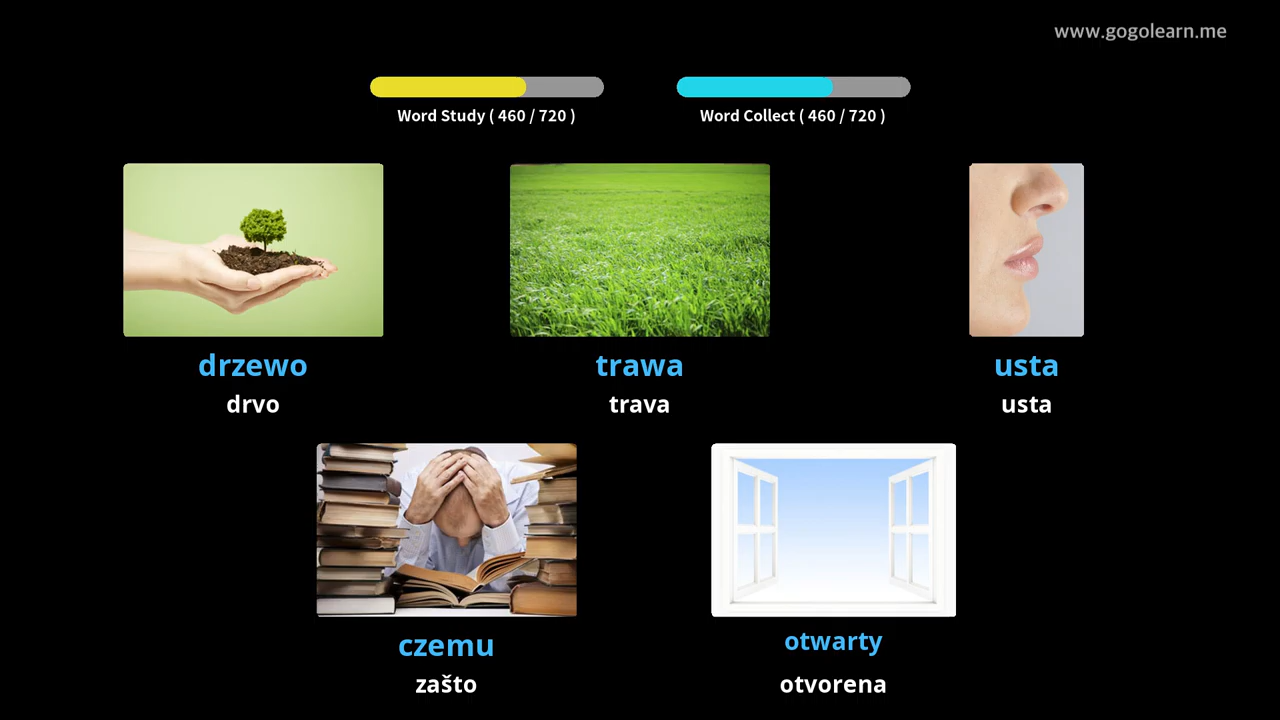 www.gogolearn.me
Word Study ( 460 / 720 )
Word Collect ( 460 / 720 )
drzewo
drvo
trawa
trava
usta
usta
czemu
zašto
otwarty
otvorena